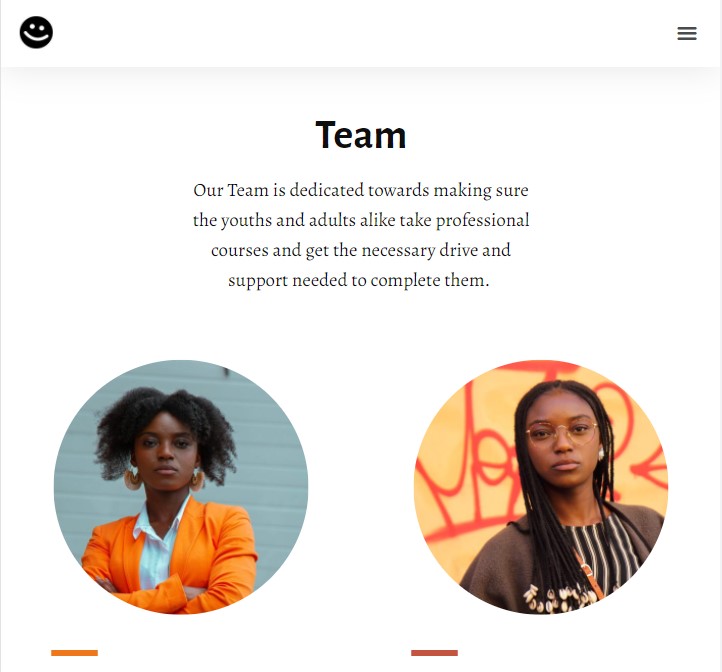 Team
Our Team is dedicated towards making sure
the youths and adults alike take professional
courses and get the necessary drive and
support needed to complete them.